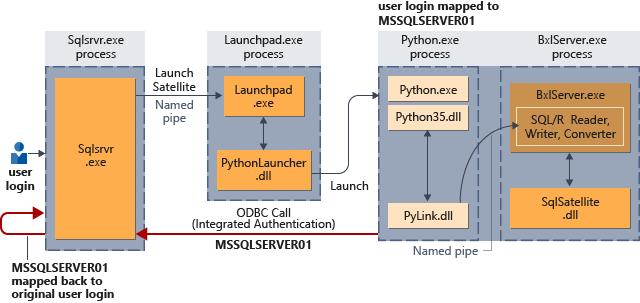 user login mapped to
MSSQLSERVER01
Sqlsrvr.exe
process
Launchpad.exe
process
Python.exe
process
BxlServer.exe
process
Launch
Satellite
Named
pipe
Launchpad
.exe
Python.exe
Python35.dll
BxlServer.exe
SQL/R Reader,
Writer, Converter
Sqlsrvr
.exe
user
login
PythonLauncher
.dll
Launch
PyLink.dll
SqlSatellite
.dll
Named pipe
ODBC Call
(Integrated Authentication)
MSSQLSERVER01
MSSQLSERVER01
mapped back to
original user login